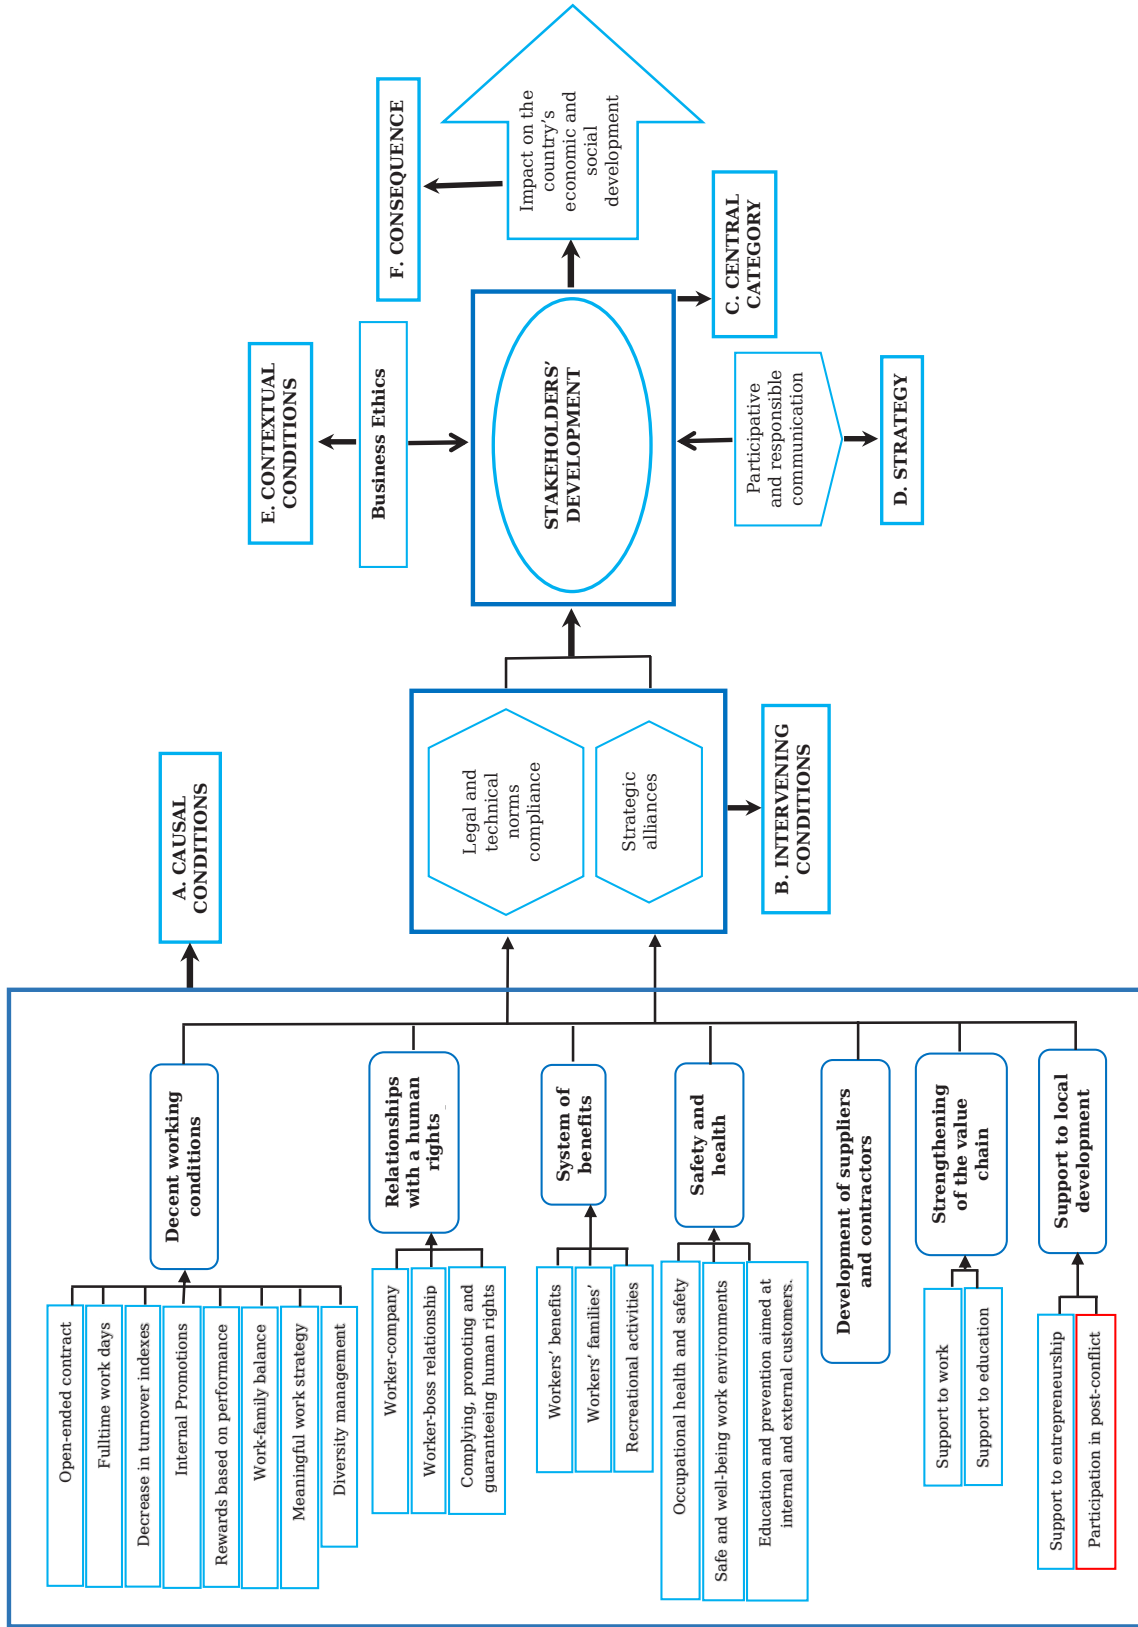 A. CAUSAL
CONDITIONS
Open-ended contract
Fulltime work days
Decrease in turnover indexes
Internal Promotions
Rewards based on performance
Work-family balance
Meaningful work strategy
Diversity management
Decent working
conditions
Worker-company
Worker-boss relationship
Complying, promoting and
guaranteeing human rights
Relationships
with a human
rights
Workers’ benefits
Workers’ families’
Recreational activities
System of
benefits
Occupational health and safety
Safe and well-being work environments
Education and prevention aimed at
internal and external customers.
Safety and
health
Development of suppliers
and contractors
Support to work
Support to education
Strengthening
of the value
chain
Support to entrepreneurship
Participation in post-conflict
Support to local
development
Legal and
technical
norms
compliance
Strategic
alliances
B. INTERVENING
CONDITIONS
E. CONTEXTUAL
CONDITIONS
Business Ethics
STAKEHOLDERS’
DEVELOPMENT
Participative
and responsible
communication
D. STRATEGY
C. CENTRAL
CATEGORY
F. CONSEQUENCE
Impact on the
country’s
economic and
social
development